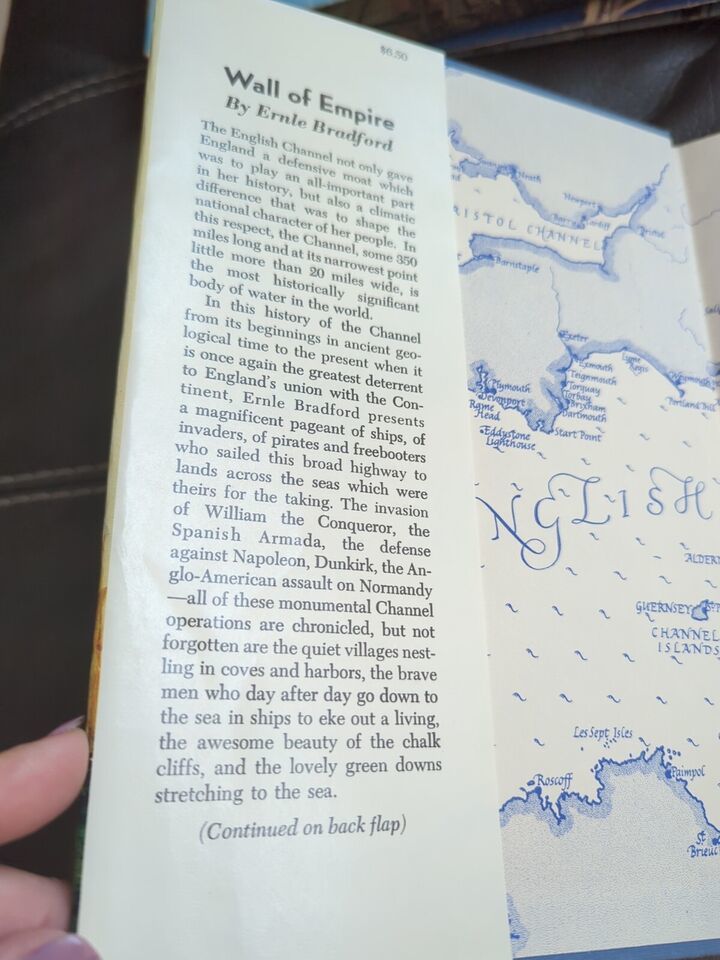 $6.50
Wall of Empire
By Ernle Bradford
The English Channel not only gave
England a defensive moat which
was to play an all-important part
in her history, but also a climatic
difference that was to shape the
national character of her people. In
this respect, the Channel, some 350
miles long and at its narrowest point
little more than 20 miles wide, is
the most historically significant
body of water in the world.
In this history of the Channel
from its beginnings in ancient geo-
logical time to the present when it
is once again the greatest deterrent
to England's union with the Con-
tinent, Ernle Bradford presents
a magnificent pageant of ships, of
invaders, of pirates and freebooters
who sailed this broad highway to
lands across the seas which were
theirs for the taking. The invasion
of William the Conqueror, the
Spanish Armada, the defense
against Napoleon, Dunkirk, the An-
glo-American assault on Normandy
—all of these monumental Channel
operations are chronicled, but not
forgotten are the quiet villages nest-
ling in coves and harbors, the brave
men who day after day go down to
the sea in ships to eke out a living,
the awesome beauty of the chalk
cliffs, and the lovely green downs
stretching to the sea.
(Continued on back flap)
Neath
Newport
Barry
Cardiff
RISTOL CHANNEL
Bristol
Barnstaple
Exeter
Lyme
Regis
Exmouth
Weymouth
Teignmouth
Torquay
Torbay
Brixham
Dartmouth
Portland Bill
Plymouth
Devonport
Rame
Head
Start Point
Eddystone
Lighthouse
NGLISH
ALDER
GUERNSEY
CHANNEL
ISLANDS
Les Sept Isles
Roscoff
Paimpol
St
Brieuc